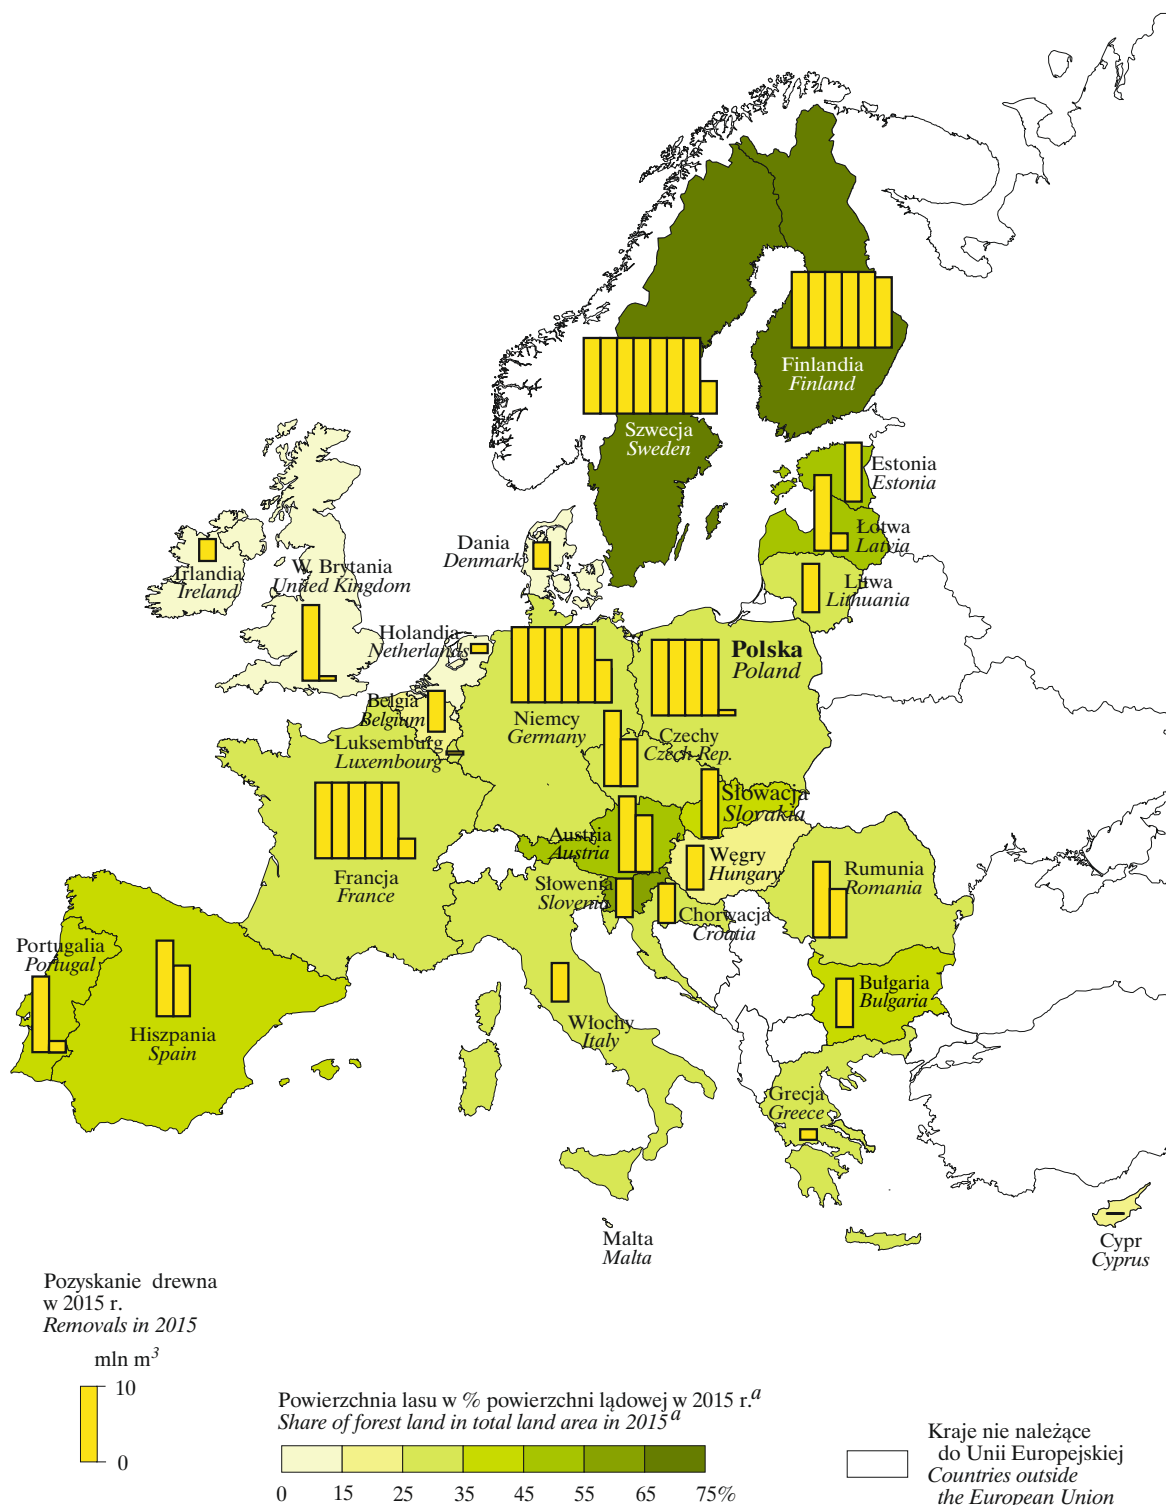 Finlandia
Finland
Szwecja
Sweden
Estonia
Estonia
Łotwa
Latvia
Dania
Denmark
Irlandia
Ireland
W. Brytania
United Kingdom
Litwa
Lithuania
Holandia
Netherlands
Polska
Poland
Belgia
Belgium
Niemcy
Germany
Czechy
Czech Rep.
Luksemburg
Luxembourg
Słowacja
Slovakia
Austria
Austria
Węgry
Hungary
Francja
France
Słowenia
Slovenia
Rumunia
Romania
Chorwacja
Croatia
Portugalia
Portugal
Bułgaria
Bulgaria
Hiszpania
Spain
Włochy
Italy
Grecja
Greece
Malta
Malta
Cypr
Cyprus
Pozyskanie drewna
w 2015 r.
Removals in 2015
mln m³
10
0
Powierzchnia lasu w % powierzchni lądowej w 2015 r.ᵃ
Share of forest land in total land area in 2015ᵃ
0 15 25 35 45 55 65 75%
Kraje nie należące
do Unii Europejskiej
Countries outside
the European Union